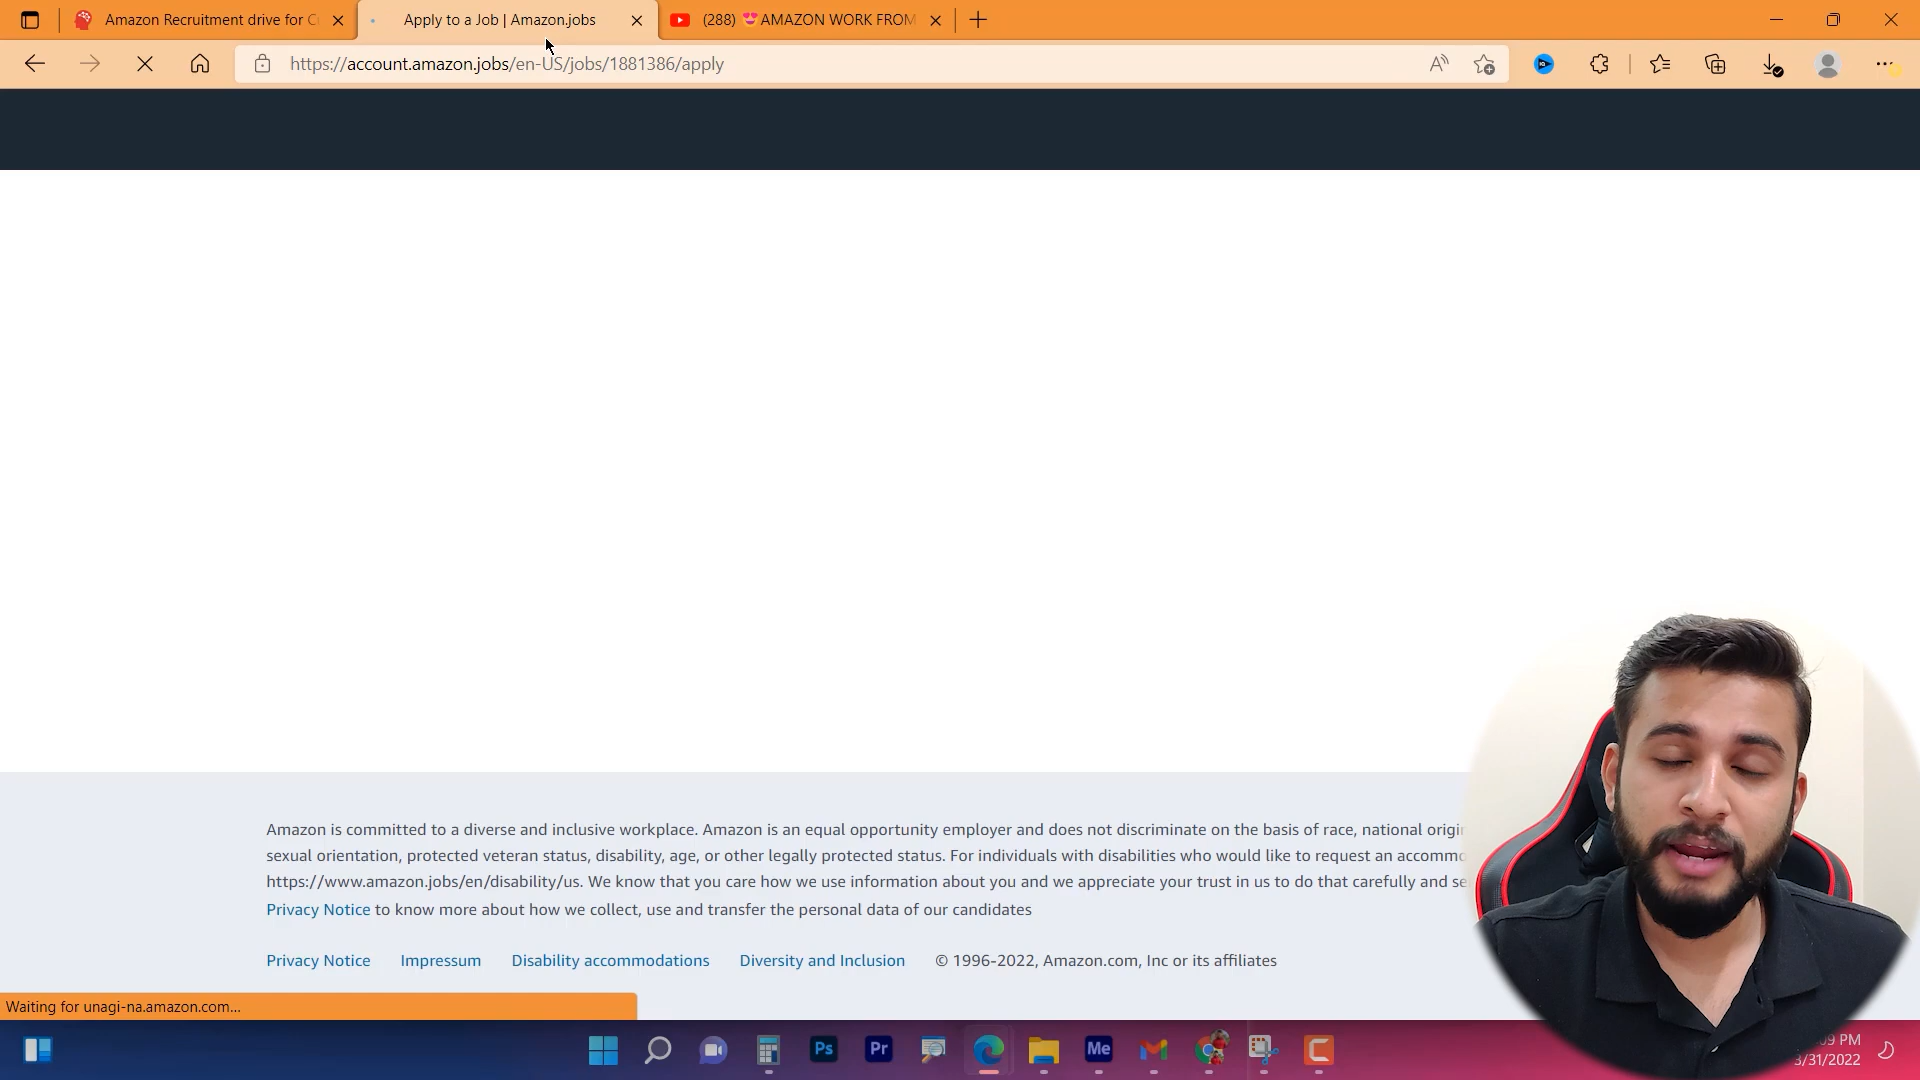 Amazon Recruitment drive for C
Apply to a Job | Amazon.jobs
(288) 😍AMAZON WORK FROM
https://account.amazon.jobs/en-US/jobs/1881386/apply
Amazon is committed to a diverse and inclusive workplace. Amazon is an equal opportunity employer and does not discriminate on the basis of race, national
sexual orientation, protected veteran status, disability, age, or other legally protected status. For individuals with disabilities who would like to request an
https://www.amazon.jobs/en/disability/us. We know that you care how we use information about you and we appreciate your trust in us to do that carefully and
Privacy Notice to know more about how we collect, use and transfer the personal data of our candidates
Privacy Notice Impressum Disability accommodations Diversity and Inclusion © 1996-2022, Amazon.com, Inc or its affiliates
Waiting for unagi-na.amazon.com...
Ps Pr Me
09 PM
3/31/2022